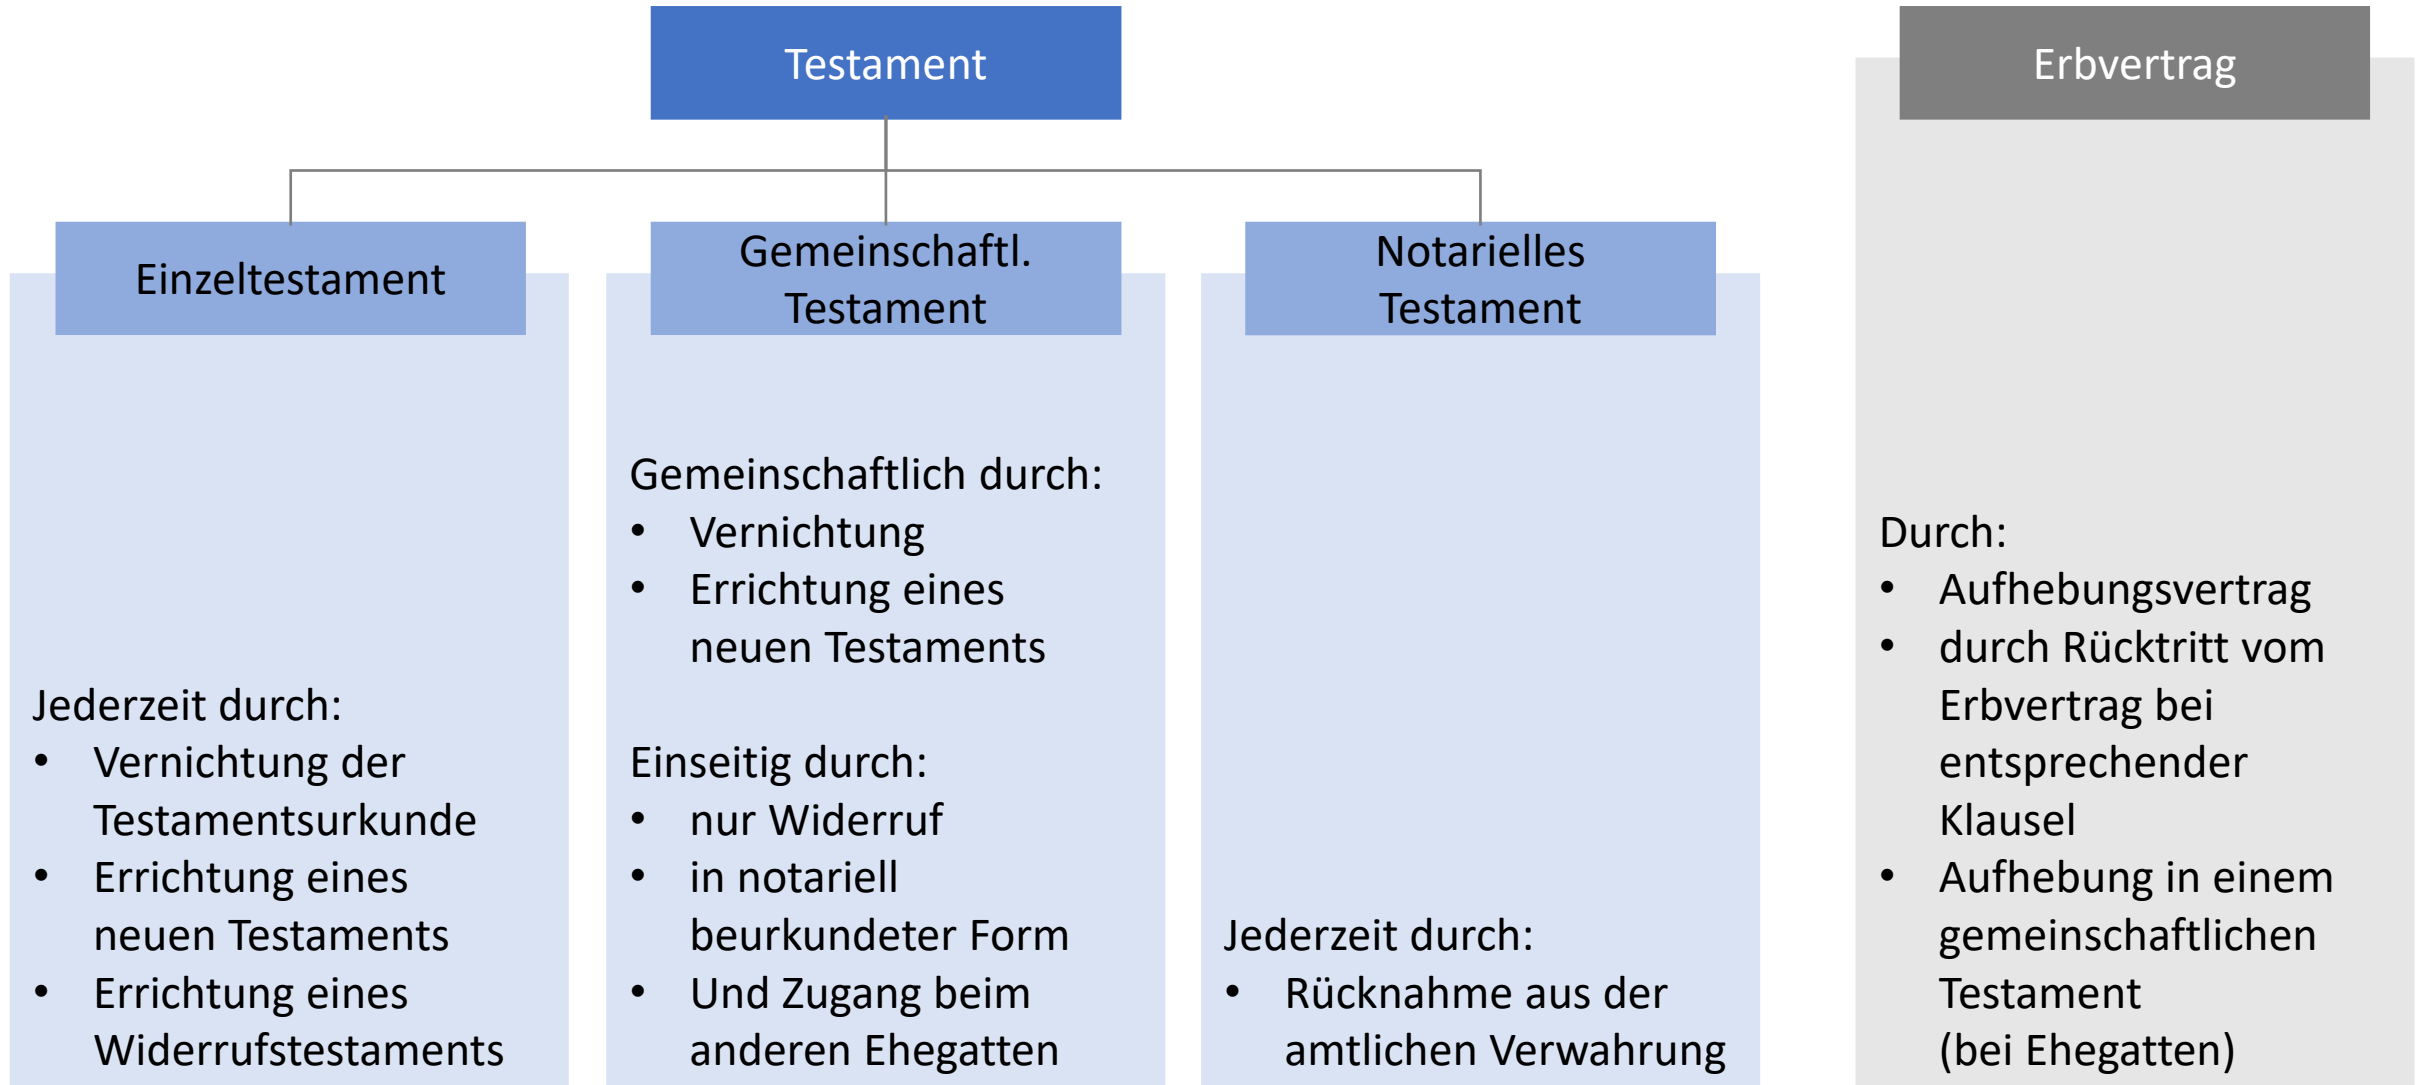 Testament
Einzeltestament
Jederzeit durch:
• Vernichtung der
Testamentsurkunde
• Errichtung eines
neuen Testaments
• Errichtung eines
Widerrufstestaments
Gemeinschaftl.
Testament
Gemeinschaftlich durch:
• Vernichtung
• Errichtung eines
neuen Testaments
Einseitig durch:
• nur Widerruf
• in notariell
beurkundeter Form
• Und Zugang beim
anderen Ehegatten
Notarielles
Testament
Jederzeit durch:
• Rücknahme aus der
amtlichen Verwahrung
Erbvertrag
Durch:
• Aufhebungsvertrag
• durch Rücktritt vom
Erbvertrag bei
entsprechender
Klausel
• Aufhebung in einem
gemeinschaftlichen
Testament
(bei Ehegatten)